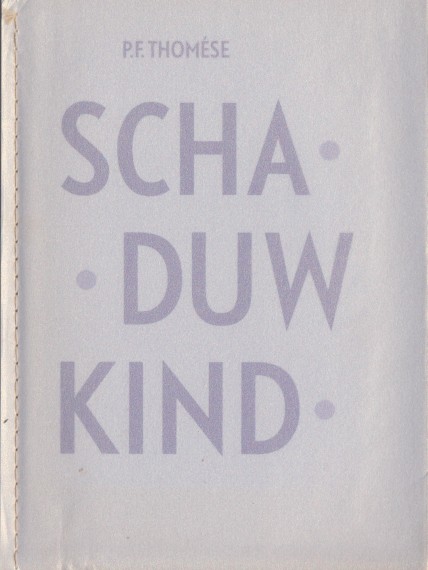 P.F. THOMÉSE
SCHA·
·DUW
KIND·